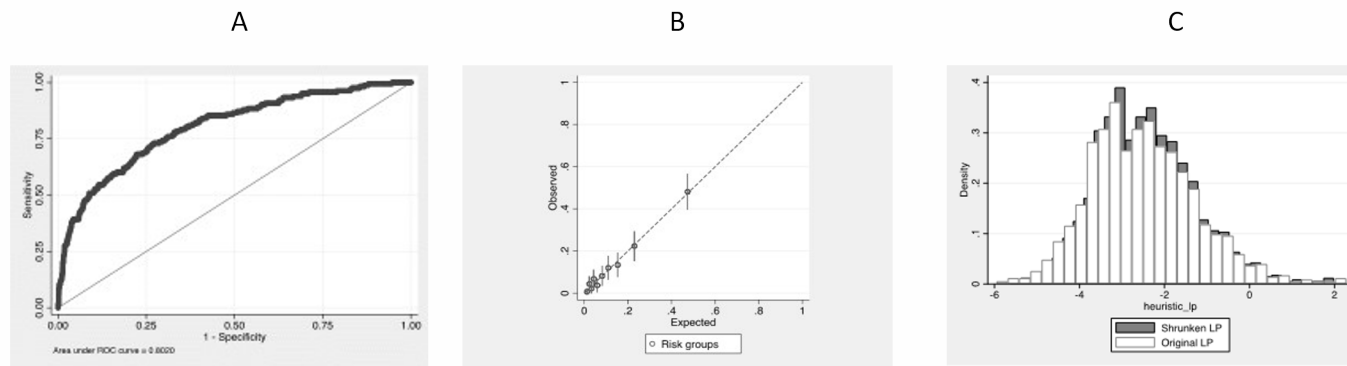 A
B
C
1.00
0.75
0.50
0.25
0.00
Sensitivity
0.00 0.25 0.50 0.75 1.00
1 - Specificity
Area under ROC curve = 0.8020
1
.8
.6
.4
.2
0
Observed
0 .2 .4 .6 .8 1
Expected
Risk groups
.4
.3
.2
.1
0
Density
-6 -4 -2 0 2
heuristic_lp
Shrunken LP
Original LP